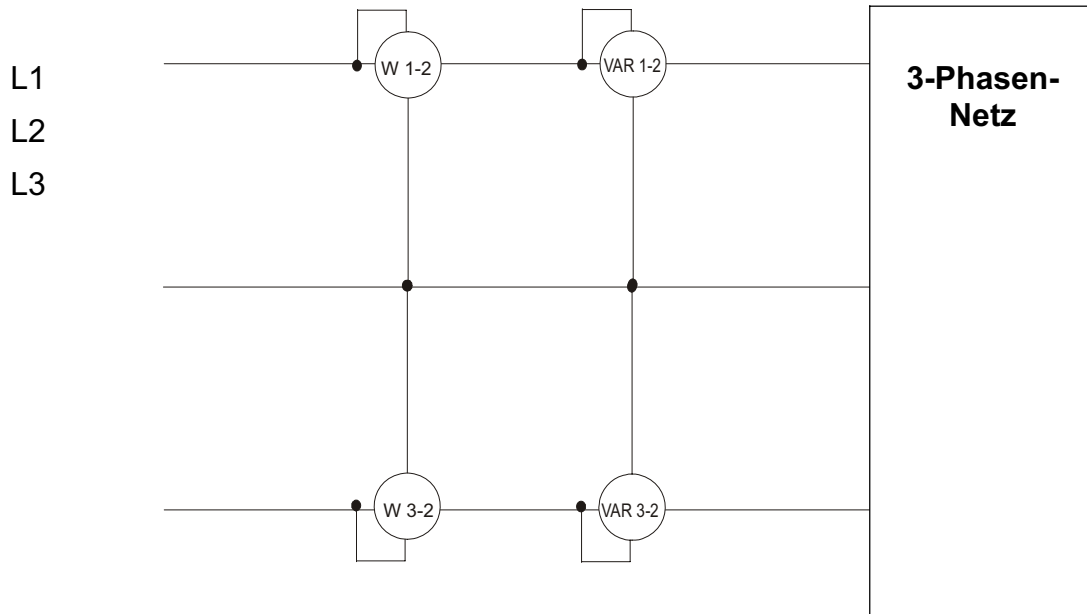 L1
L2
L3
W 1-2
VAR 1-2
3-Phasen-
Netz
W 3-2
VAR 3-2